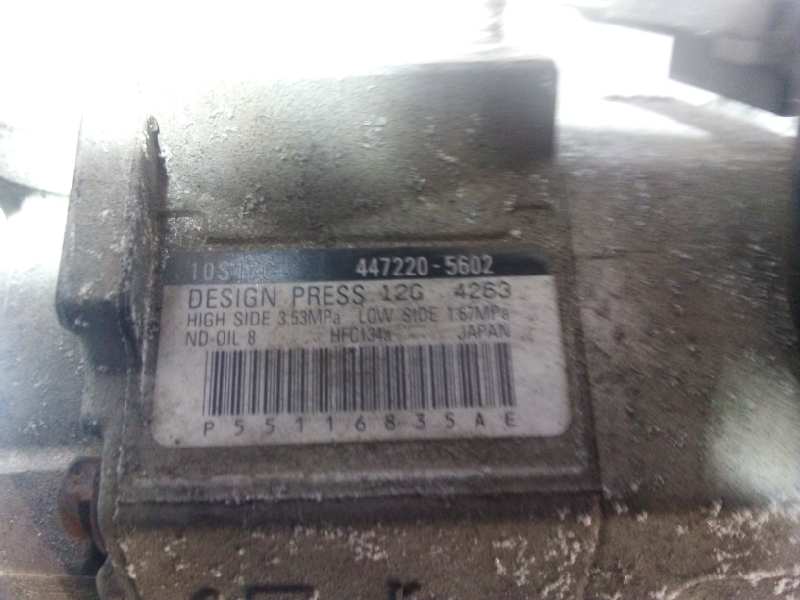 447220-5602
DESIGN PRESS 12G 4263
HIGH SIDE 3.53MPa LOW SIDE 1.67MPa
ND-OIL 8 HFC134a JAPAN
P55116835AE